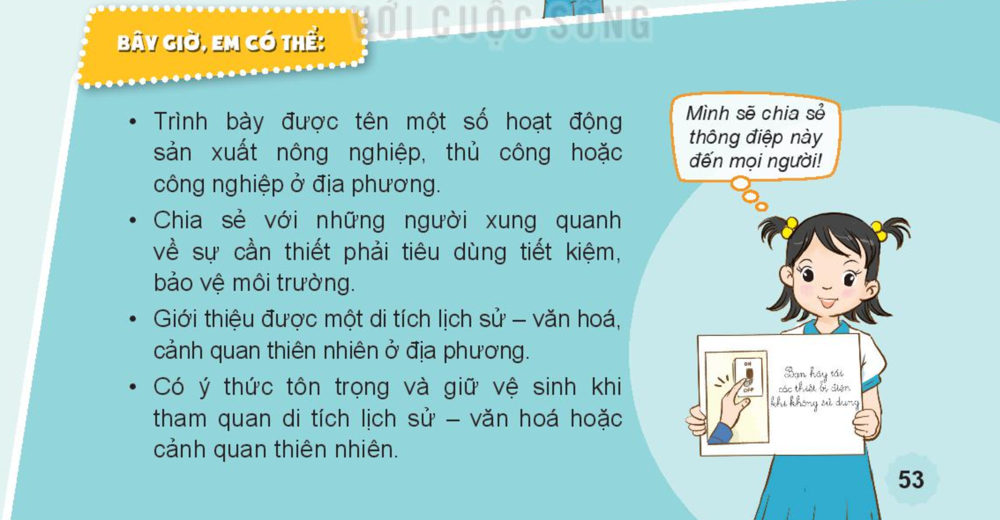 VỚI CUỘC SỐNG
BÂY GIỜ, EM CÓ THỂ:
• Trình bày được tên một số hoạt động
sản xuất nông nghiệp, thủ công hoặc
công nghiệp ở địa phương.
• Chia sẻ với những người xung quanh
về sự cần thiết phải tiêu dùng tiết kiệm,
bảo vệ môi trường.
• Giới thiệu được một di tích lịch sử – văn hoá,
cảnh quan thiên nhiên ở địa phương.
• Có ý thức tôn trọng và giữ vệ sinh khi
tham quan di tích lịch sử – văn hoá hoặc
cảnh quan thiên nhiên.
Mình sẽ chia sẻ
thông điệp này
đến mọi người!
ON
OFF
Bạn hãy tắt
các thiết bị điện
khi không sử dụng
53